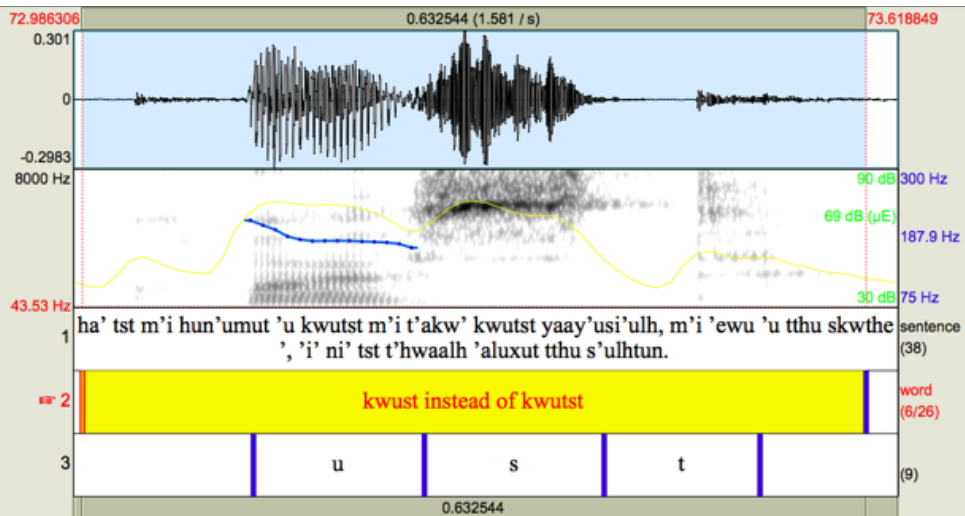 72.986306 0.632544 (1.581 / s) 73.618849
0.301
0
-0.2983
8000 Hz 90 dB 300 Hz
69 dB (µE) 187.9 Hz
43.53 Hz 30 dB 75 Hz
1 ha’ tst m’i hun’umut ’u kwutst m’i t’akw’ kwutst yaay’usi’ulh, m’i ’ewu ’u tthu skwthe sentence
’, ’i’ ni’ tst t’hwaalh ’aluxut tthu s’ulhtun. (38)
2 kwust instead of kwutst word
(6/26)
3 u s t (9)
0.632544